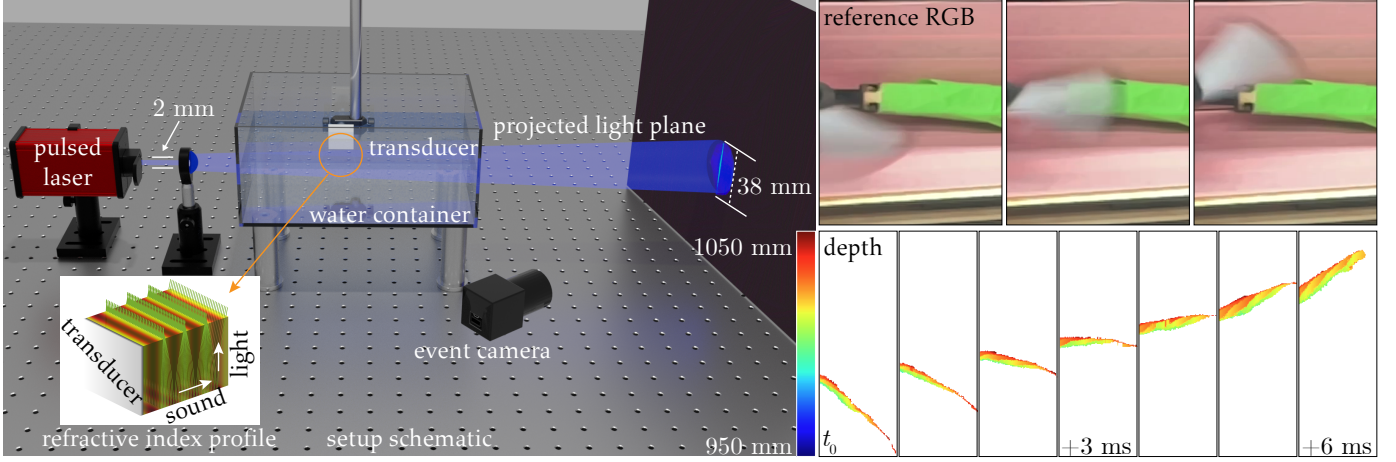 2 mm
pulsed
laser
projected light plane
transducer
38 mm
water container
event camera
transducer
sound
light
refractive index profile
setup schematic
reference RGB
1050 mm
950 mm
depth
t₀
+3 ms
+6 ms